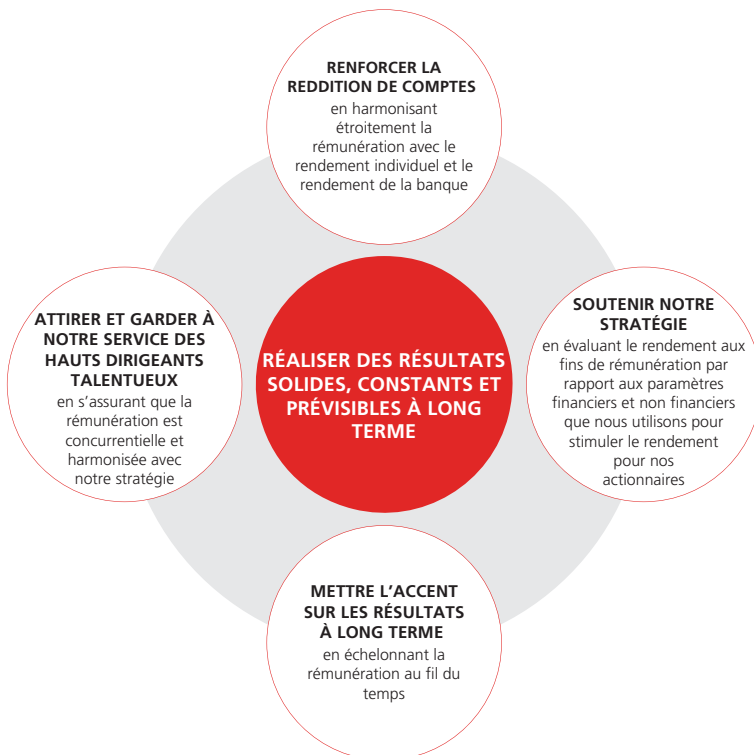 RENFORCER LA
REDDITION DE COMPTES
en harmonisant
étroitement la
rémunération avec le
rendement individuel et le
rendement de la banque
ATTIRER ET GARDER À
NOTRE SERVICE DES
HAUTS DIRIGEANTS
TALENTUEUX
en s’assurant que la
rémunération est
concurrentielle et
harmonisée avec
notre stratégie
RÉALISER DES RÉSULTATS
SOLIDES, CONSTANTS ET
PRÉVISIBLES À LONG
TERME
SOUTENIR NOTRE
STRATÉGIE
en évaluant le rendement aux
fins de rémunération par
rapport aux paramètres
financiers et non financiers
que nous utilisons pour
stimuler le rendement
pour nos
actionnaires
METTRE L’ACCENT
SUR LES RÉSULTATS
À LONG TERME
en échelonnant la
rémunération au fil du
temps